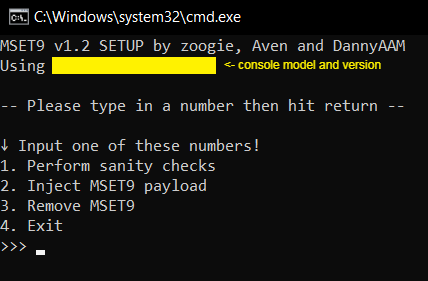 C:\Windows\system32\cmd.exe
MSET9 v1.2 SETUP by zoogie, Aven and DannyAAM
Using <- console model and version
-- Please type in a number then hit return --
↓ Input one of these numbers!
1. Perform sanity checks
2. Inject MSET9 payload
3. Remove MSET9
4. Exit
>>> _